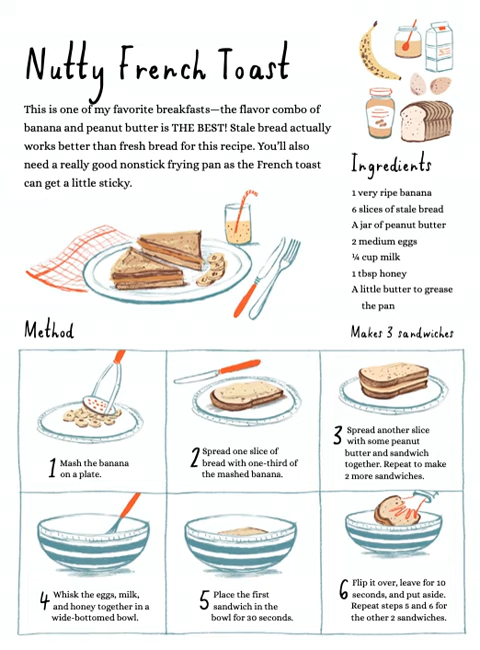 Nutty French Toast
This is one of my favorite breakfasts—the flavor combo of
banana and peanut butter is THE BEST! Stale bread actually
works better than fresh bread for this recipe. You'll also
need a really good nonstick frying pan as the French toast
can get a little sticky.
Ingredients
1 very ripe banana
6 slices of stale bread
A jar of peanut butter
2 medium eggs
¼ cup milk
1 tbsp honey
A little butter to grease
the pan
Method
Makes 3 sandwiches
1 Mash the banana
on a plate.
2 Spread one slice of
bread with one-third of
the mashed banana.
3 Spread another slice
with some peanut
butter and sandwich
together. Repeat to make
2 more sandwiches.
4 Whisk the eggs, milk,
and honey together in a
wide-bottomed bowl.
5 Place the first
sandwich in the
bowl for 30 seconds.
6 Flip it over, leave for 10
seconds, and put aside.
Repeat steps 5 and 6 for
the other 2 sandwiches.